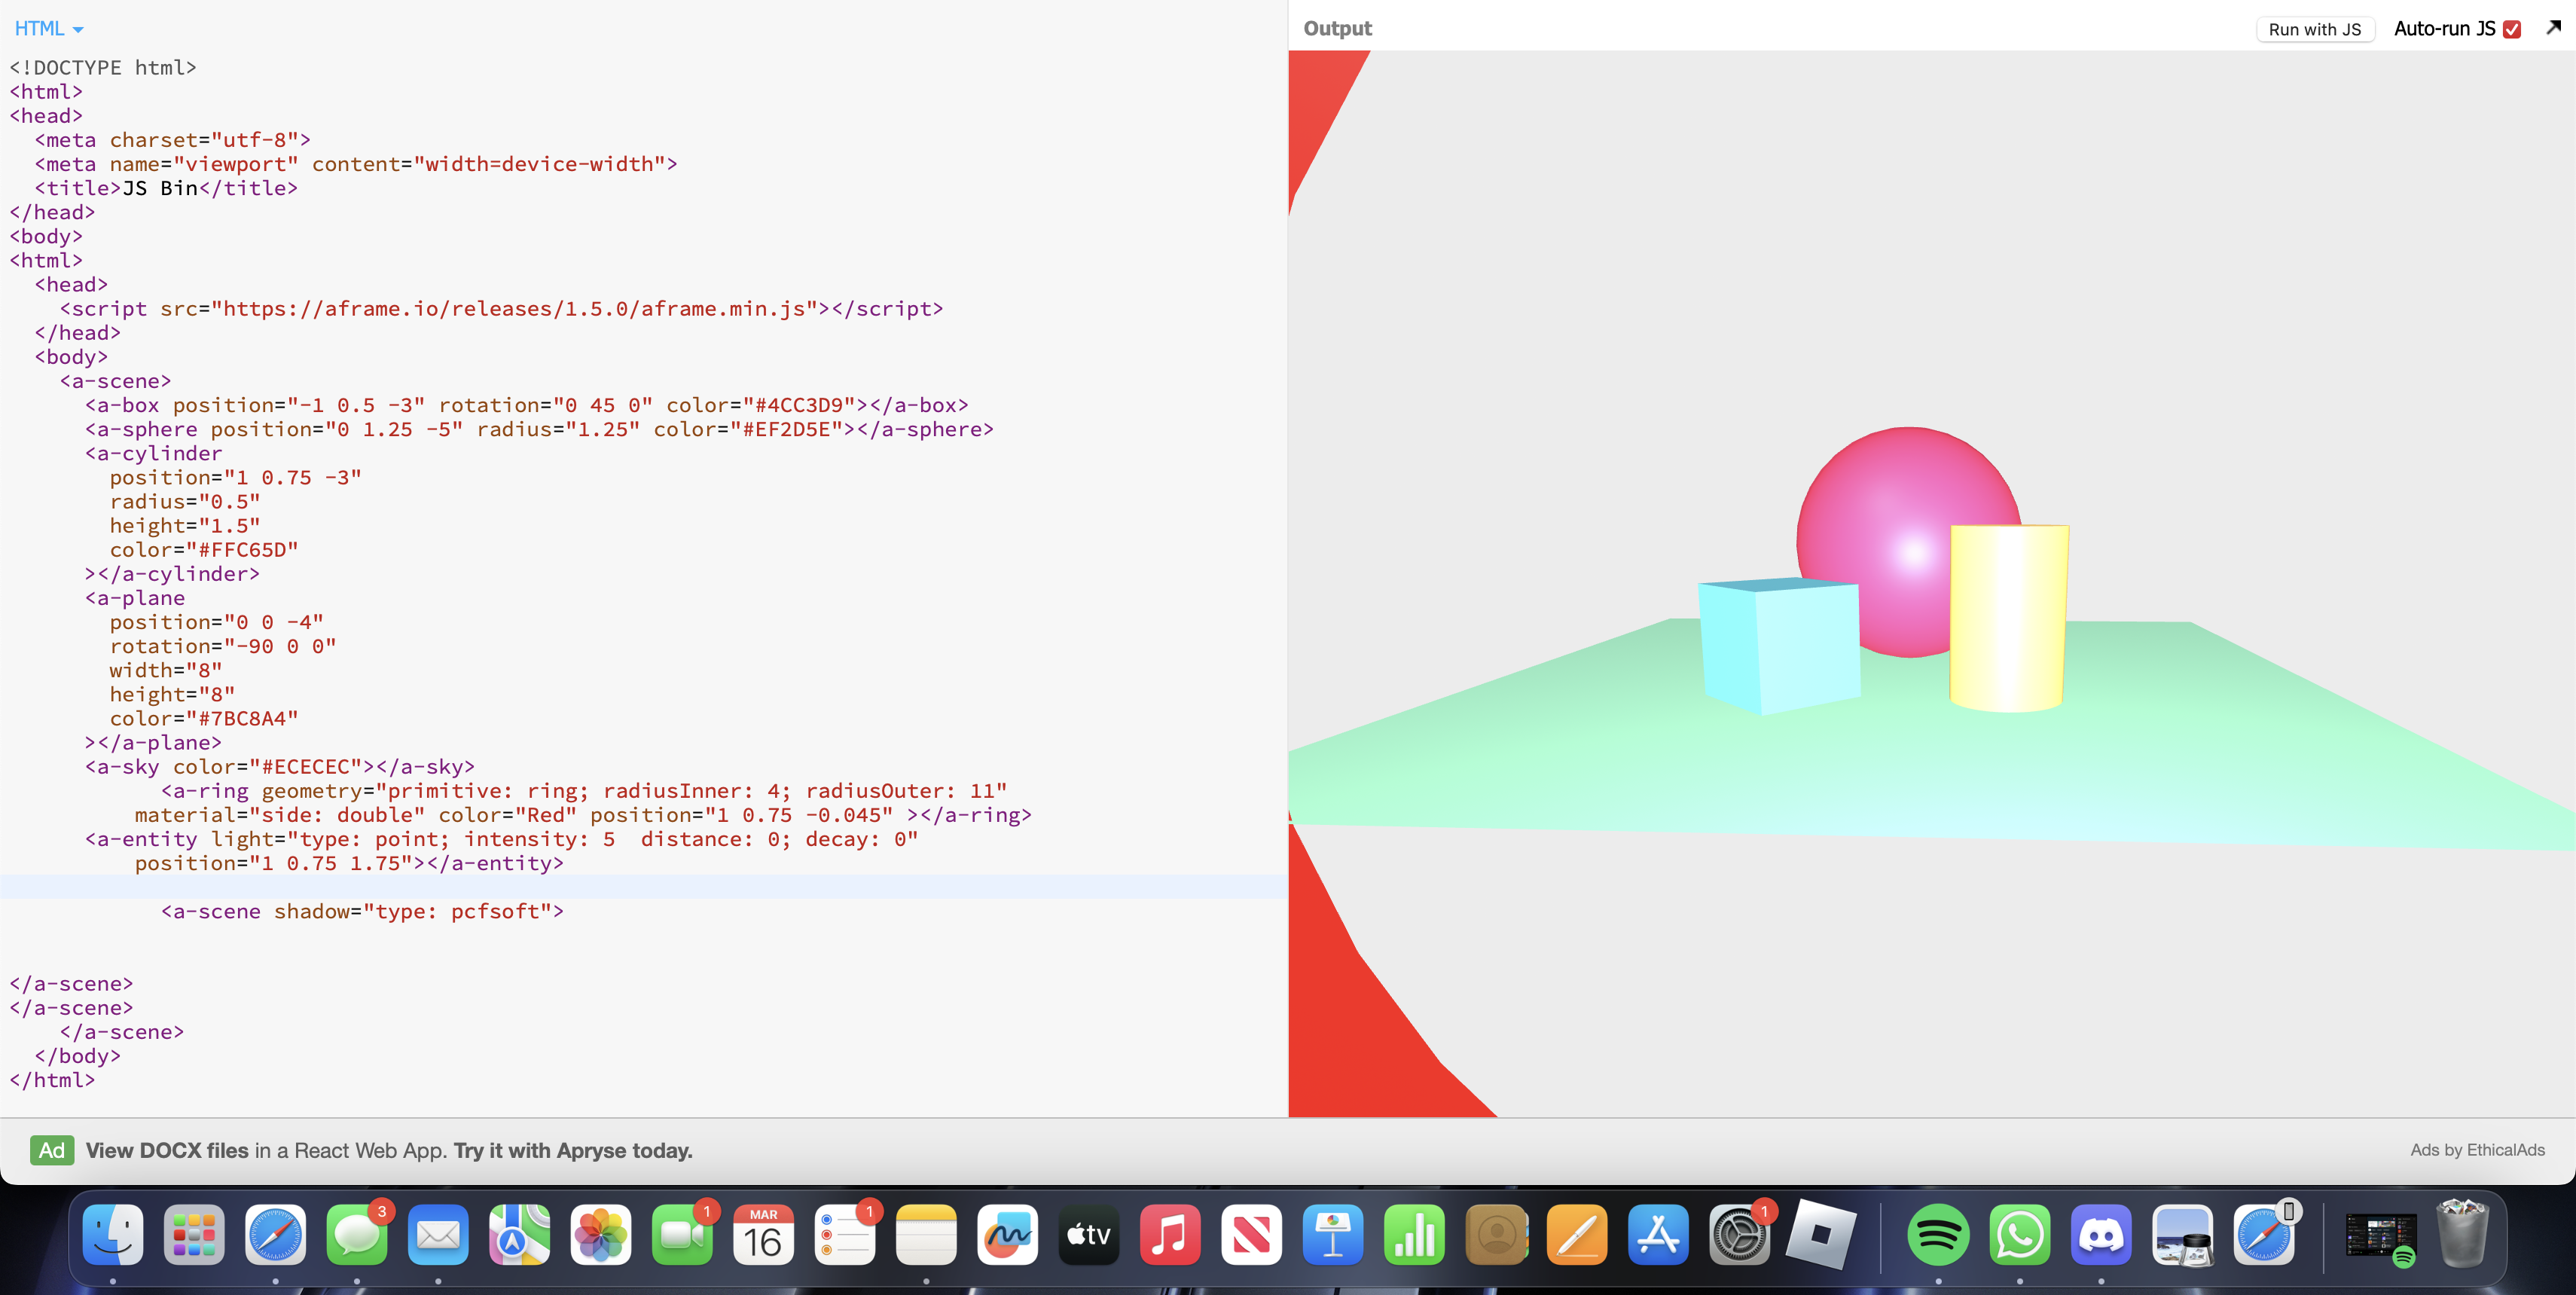 HTML
<!DOCTYPE html>
<html>
<head>
  <meta charset="utf-8">
  <meta name="viewport" content="width=device-width">
  <title>JS Bin</title>
</head>
<body>
<html>
  <head>
    <script src="https://aframe.io/releases/1.5.0/aframe.min.js"></script>
  </head>
  <body>
    <a-scene>
      <a-box position="-1 0.5 -3" rotation="0 45 0" color="#4CC3D9"></a-box>
      <a-sphere position="0 1.25 -5" radius="1.25" color="#EF2D5E"></a-sphere>
      <a-cylinder
        position="1 0.75 -3"
        radius="0.5"
        height="1.5"
        color="#FFC65D"
      ></a-cylinder>
      <a-plane
        position="0 0 -4"
        rotation="-90 0 0"
        width="8"
        height="8"
        color="#7BC8A4"
      ></a-plane>
      <a-sky color="#ECECEC"></a-sky>
            <a-ring geometry="primitive: ring; radiusInner: 4; radiusOuter: 11"
          material="side: double" color="Red" position="1 0.75 -0.045" ></a-ring>
      <a-entity light="type: point; intensity: 5  distance: 0; decay: 0"
          position="1 0.75 1.75"></a-entity>
            <a-scene shadow="type: pcfsoft">
</a-scene>
</a-scene>
    </a-scene>
  </body>
</html>
Output
Run with JS
Auto-run JS
Ad View DOCX files in a React Web App. Try it with Apryse today.
Ads by EthicalAds
3
1
MAR
16
1
tv
1